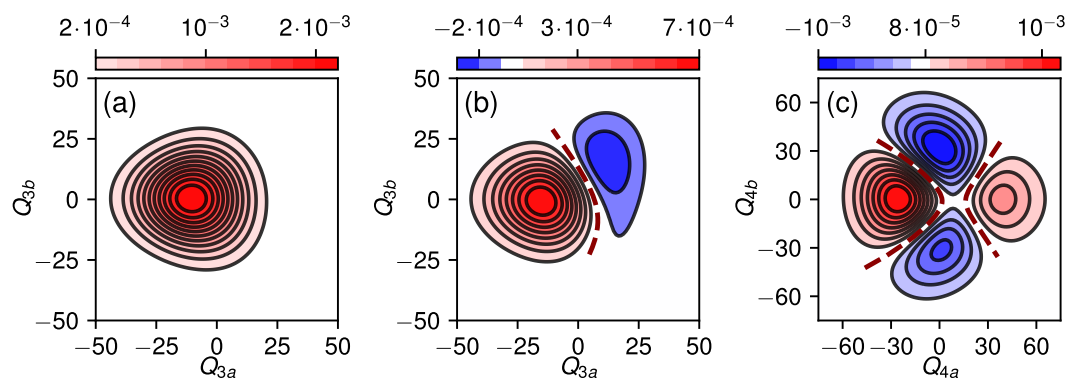 2·10⁻⁴ 10⁻³ 2·10⁻³
−2·10⁻⁴ 3·10⁻⁴ 7·10⁻⁴
−10⁻³ 8·10⁻⁵ 10⁻³
(a)
50
25
0
−25
−50
Q₃b
−50 −25 0 25 50
Q₃a
(b)
50
25
0
−25
−50
Q₃b
−50 −25 0 25 50
Q₃a
(c)
60
30
0
−30
−60
Q₄b
−60 −30 0 30 60
Q₄a